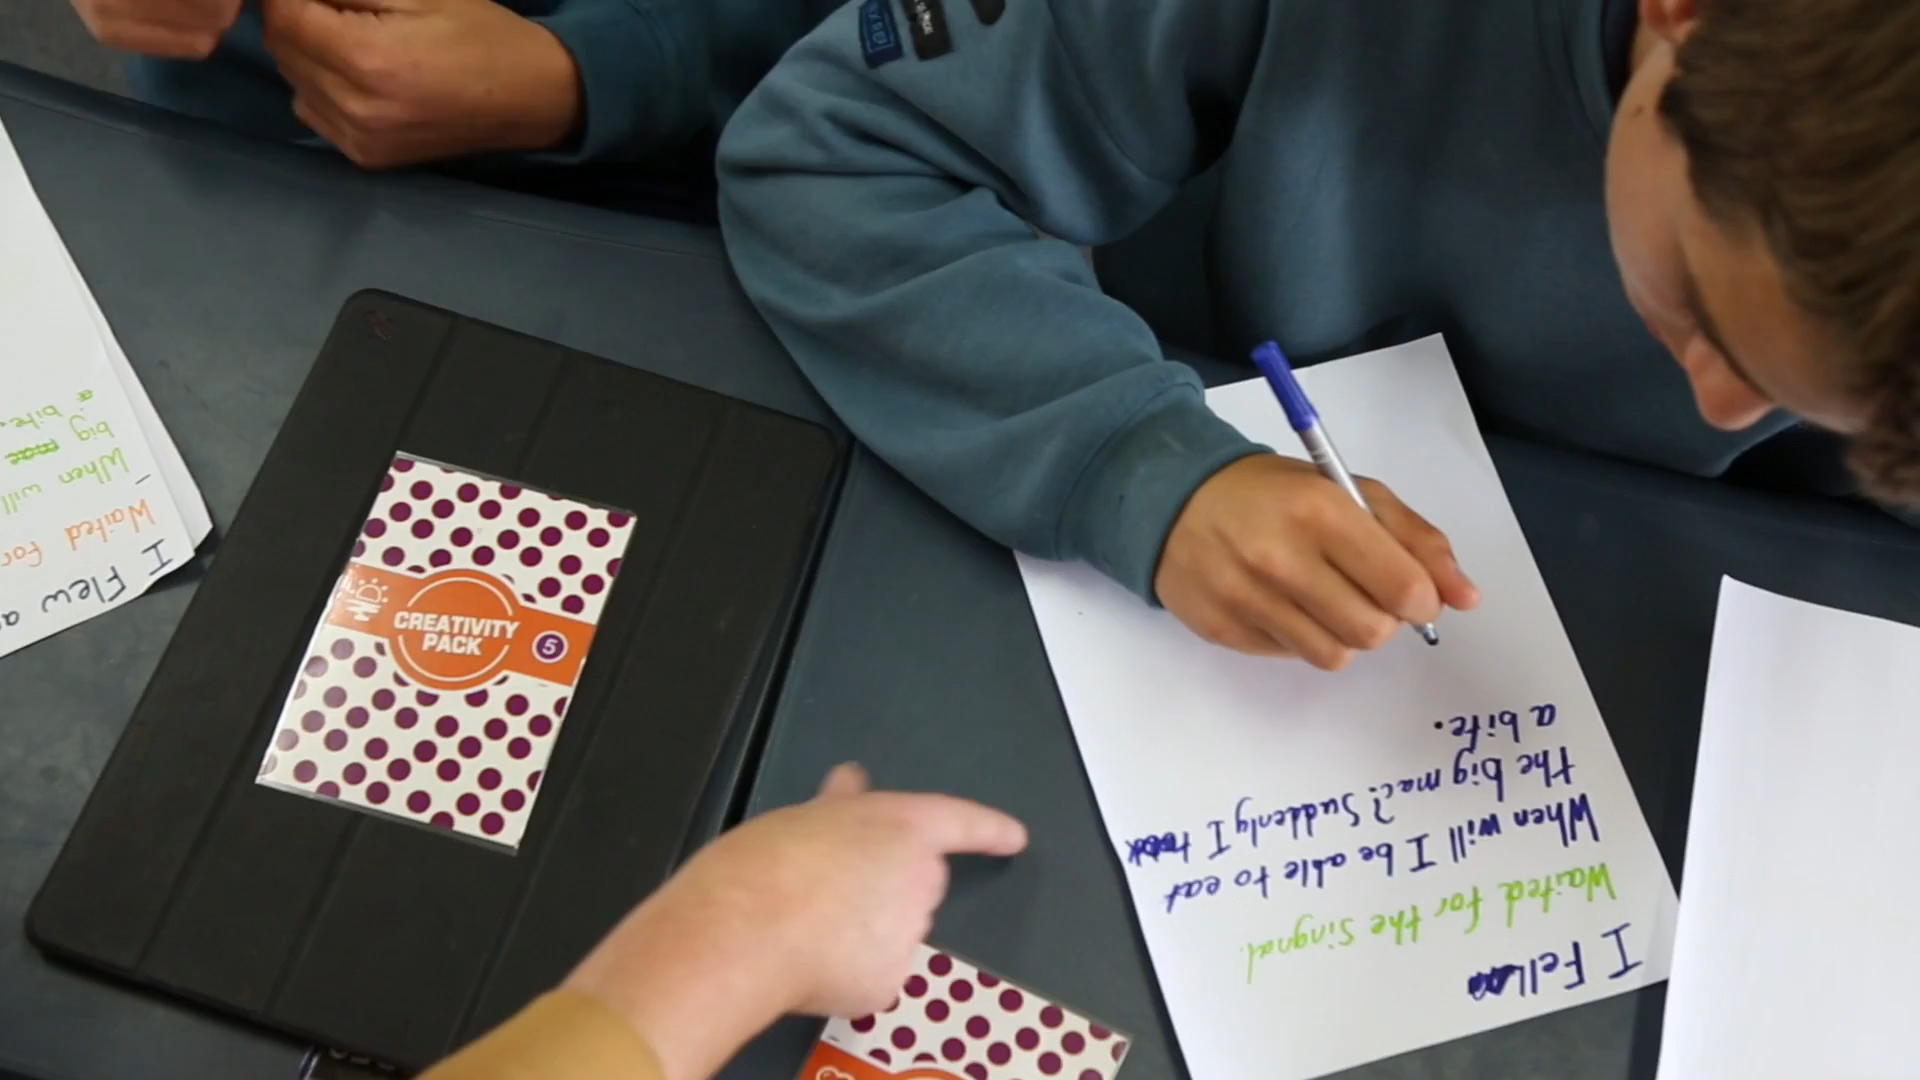 CREATIVITY
PACK
5
I Fell
Waited for the Singnal.
When will I be able to eat
the big mac? Suddenly I took
a bite.
I Flew
Waited for
When will
big
a bite.